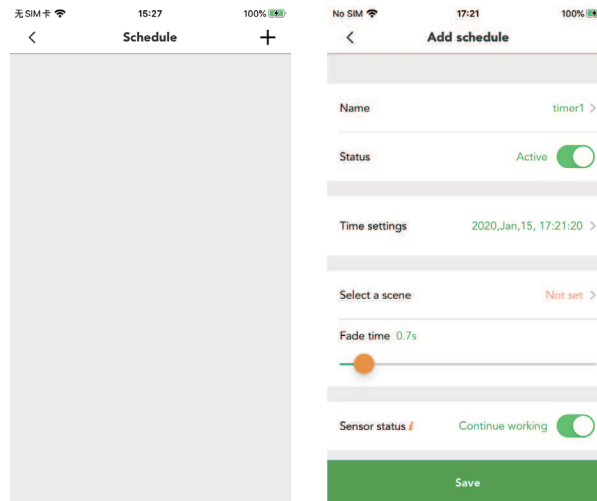 无SIM卡 15:27 100%
Schedule
No SIM 17:21 100%
Add schedule
Name timer1
Status Active
Time settings 2020,Jan,15, 17:21:20
Select a scene Not set
Fade time 0.7s
Sensor status i Continue working
Save